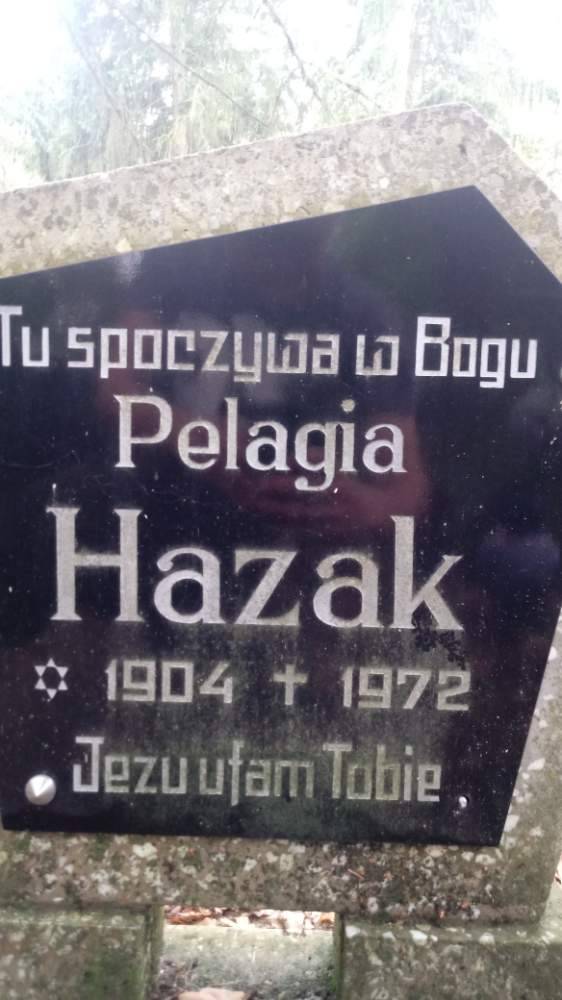 Tu spoczywa w Bogu
Pelagia
Hazak
✡ 1904 ✝ 1972
Jezu ufam Tobie